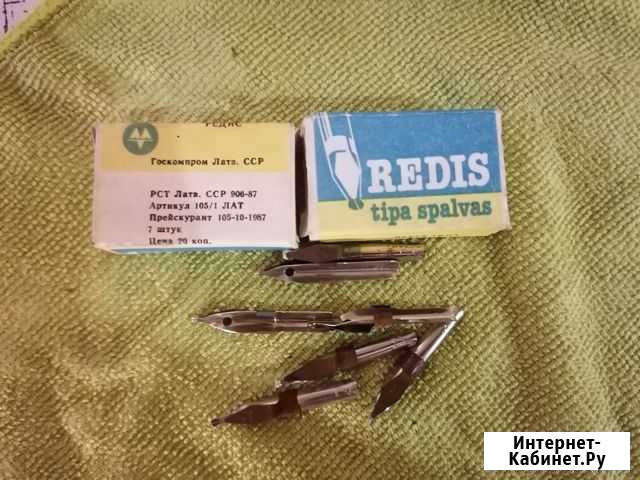 РЕДИС
Госкомпром Латв. ССР
РСТ Латв. ССР 906-87
Артикул 105/1 ЛАТ
Прейскурант 105-10-1987
7 штук
Цена 20 коп.
REDIS
tipa spalvas
Интернет-
Кабинет.Ру